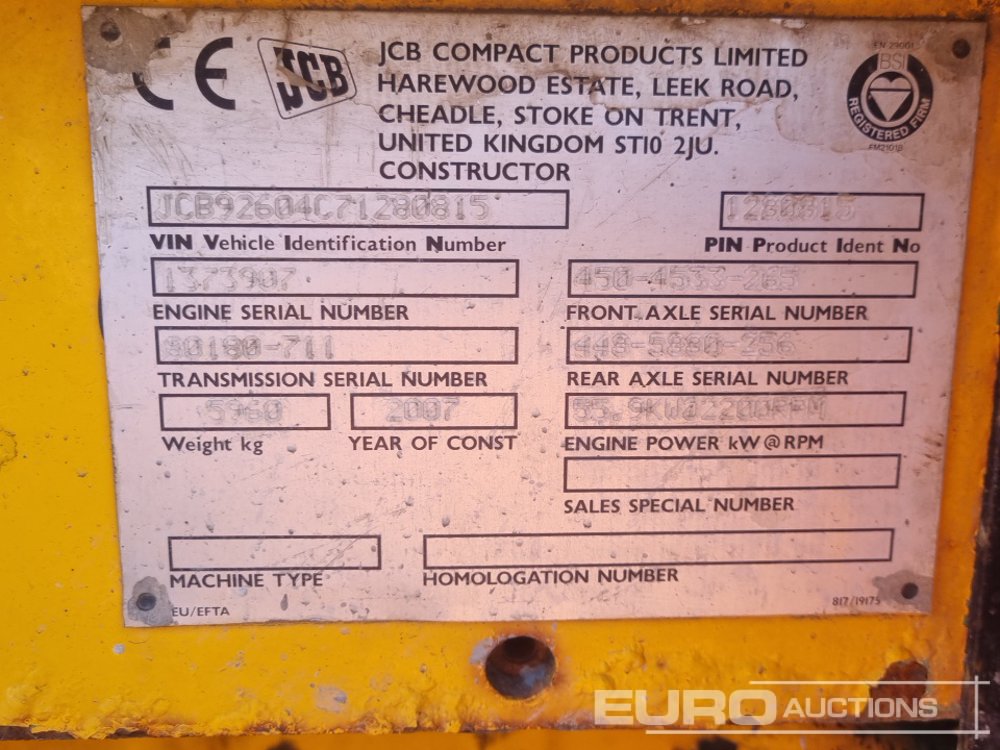 CE JCB
JCB COMPACT PRODUCTS LIMITED
HAREWOOD ESTATE, LEEK ROAD,
CHEADLE, STOKE ON TRENT,
UNITED KINGDOM ST10 2JU.
CONSTRUCTOR
EN 29001
BSI
REGISTERED FIRM
FM21018
JCB92604C71280815 1280815
VIN Vehicle Identification Number PIN Product Ident No
1373907 450-4533-265
ENGINE SERIAL NUMBER FRONT AXLE SERIAL NUMBER
80180-711 448-5880-256
TRANSMISSION SERIAL NUMBER REAR AXLE SERIAL NUMBER
5960 2007 55.9KW@2200RPM
Weight kg YEAR OF CONST ENGINE POWER kW @ RPM
SALES SPECIAL NUMBER
MACHINE TYPE HOMOLOGATION NUMBER
EU/EFTA 817/19175
EURO AUCTIONS